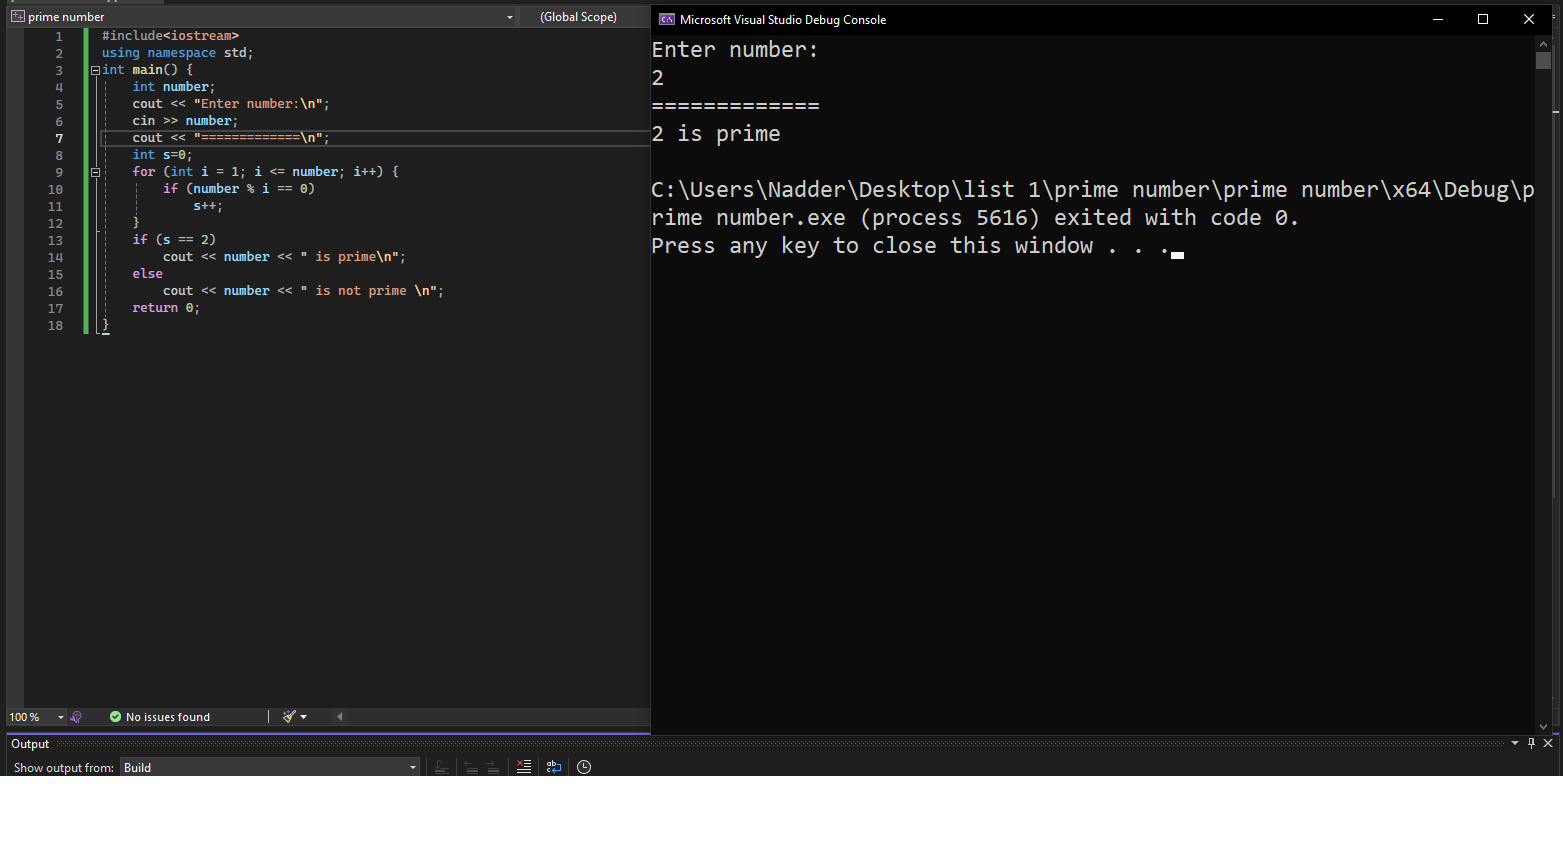 prime number (Global Scope)
1 #include<iostream>
2 using namespace std;
3 int main() {
4 int number;
5 cout << "Enter number:\n";
6 cin >> number;
7 cout << "=============\n";
8 int s=0;
9 for (int i = 1; i <= number; i++) {
10 if (number % i == 0)
11 s++;
12 }
13 if (s == 2)
14 cout << number << " is prime\n";
15 else
16 cout << number << " is not prime \n";
17 return 0;
18 }
100 % No issues found
Output
Show output from: Build
Microsoft Visual Studio Debug Console
Enter number:
2
=============
2 is prime
C:\Users\Nadder\Desktop\list 1\prime number\prime number\x64\Debug\p
rime number.exe (process 5616) exited with code 0.
Press any key to close this window . . .